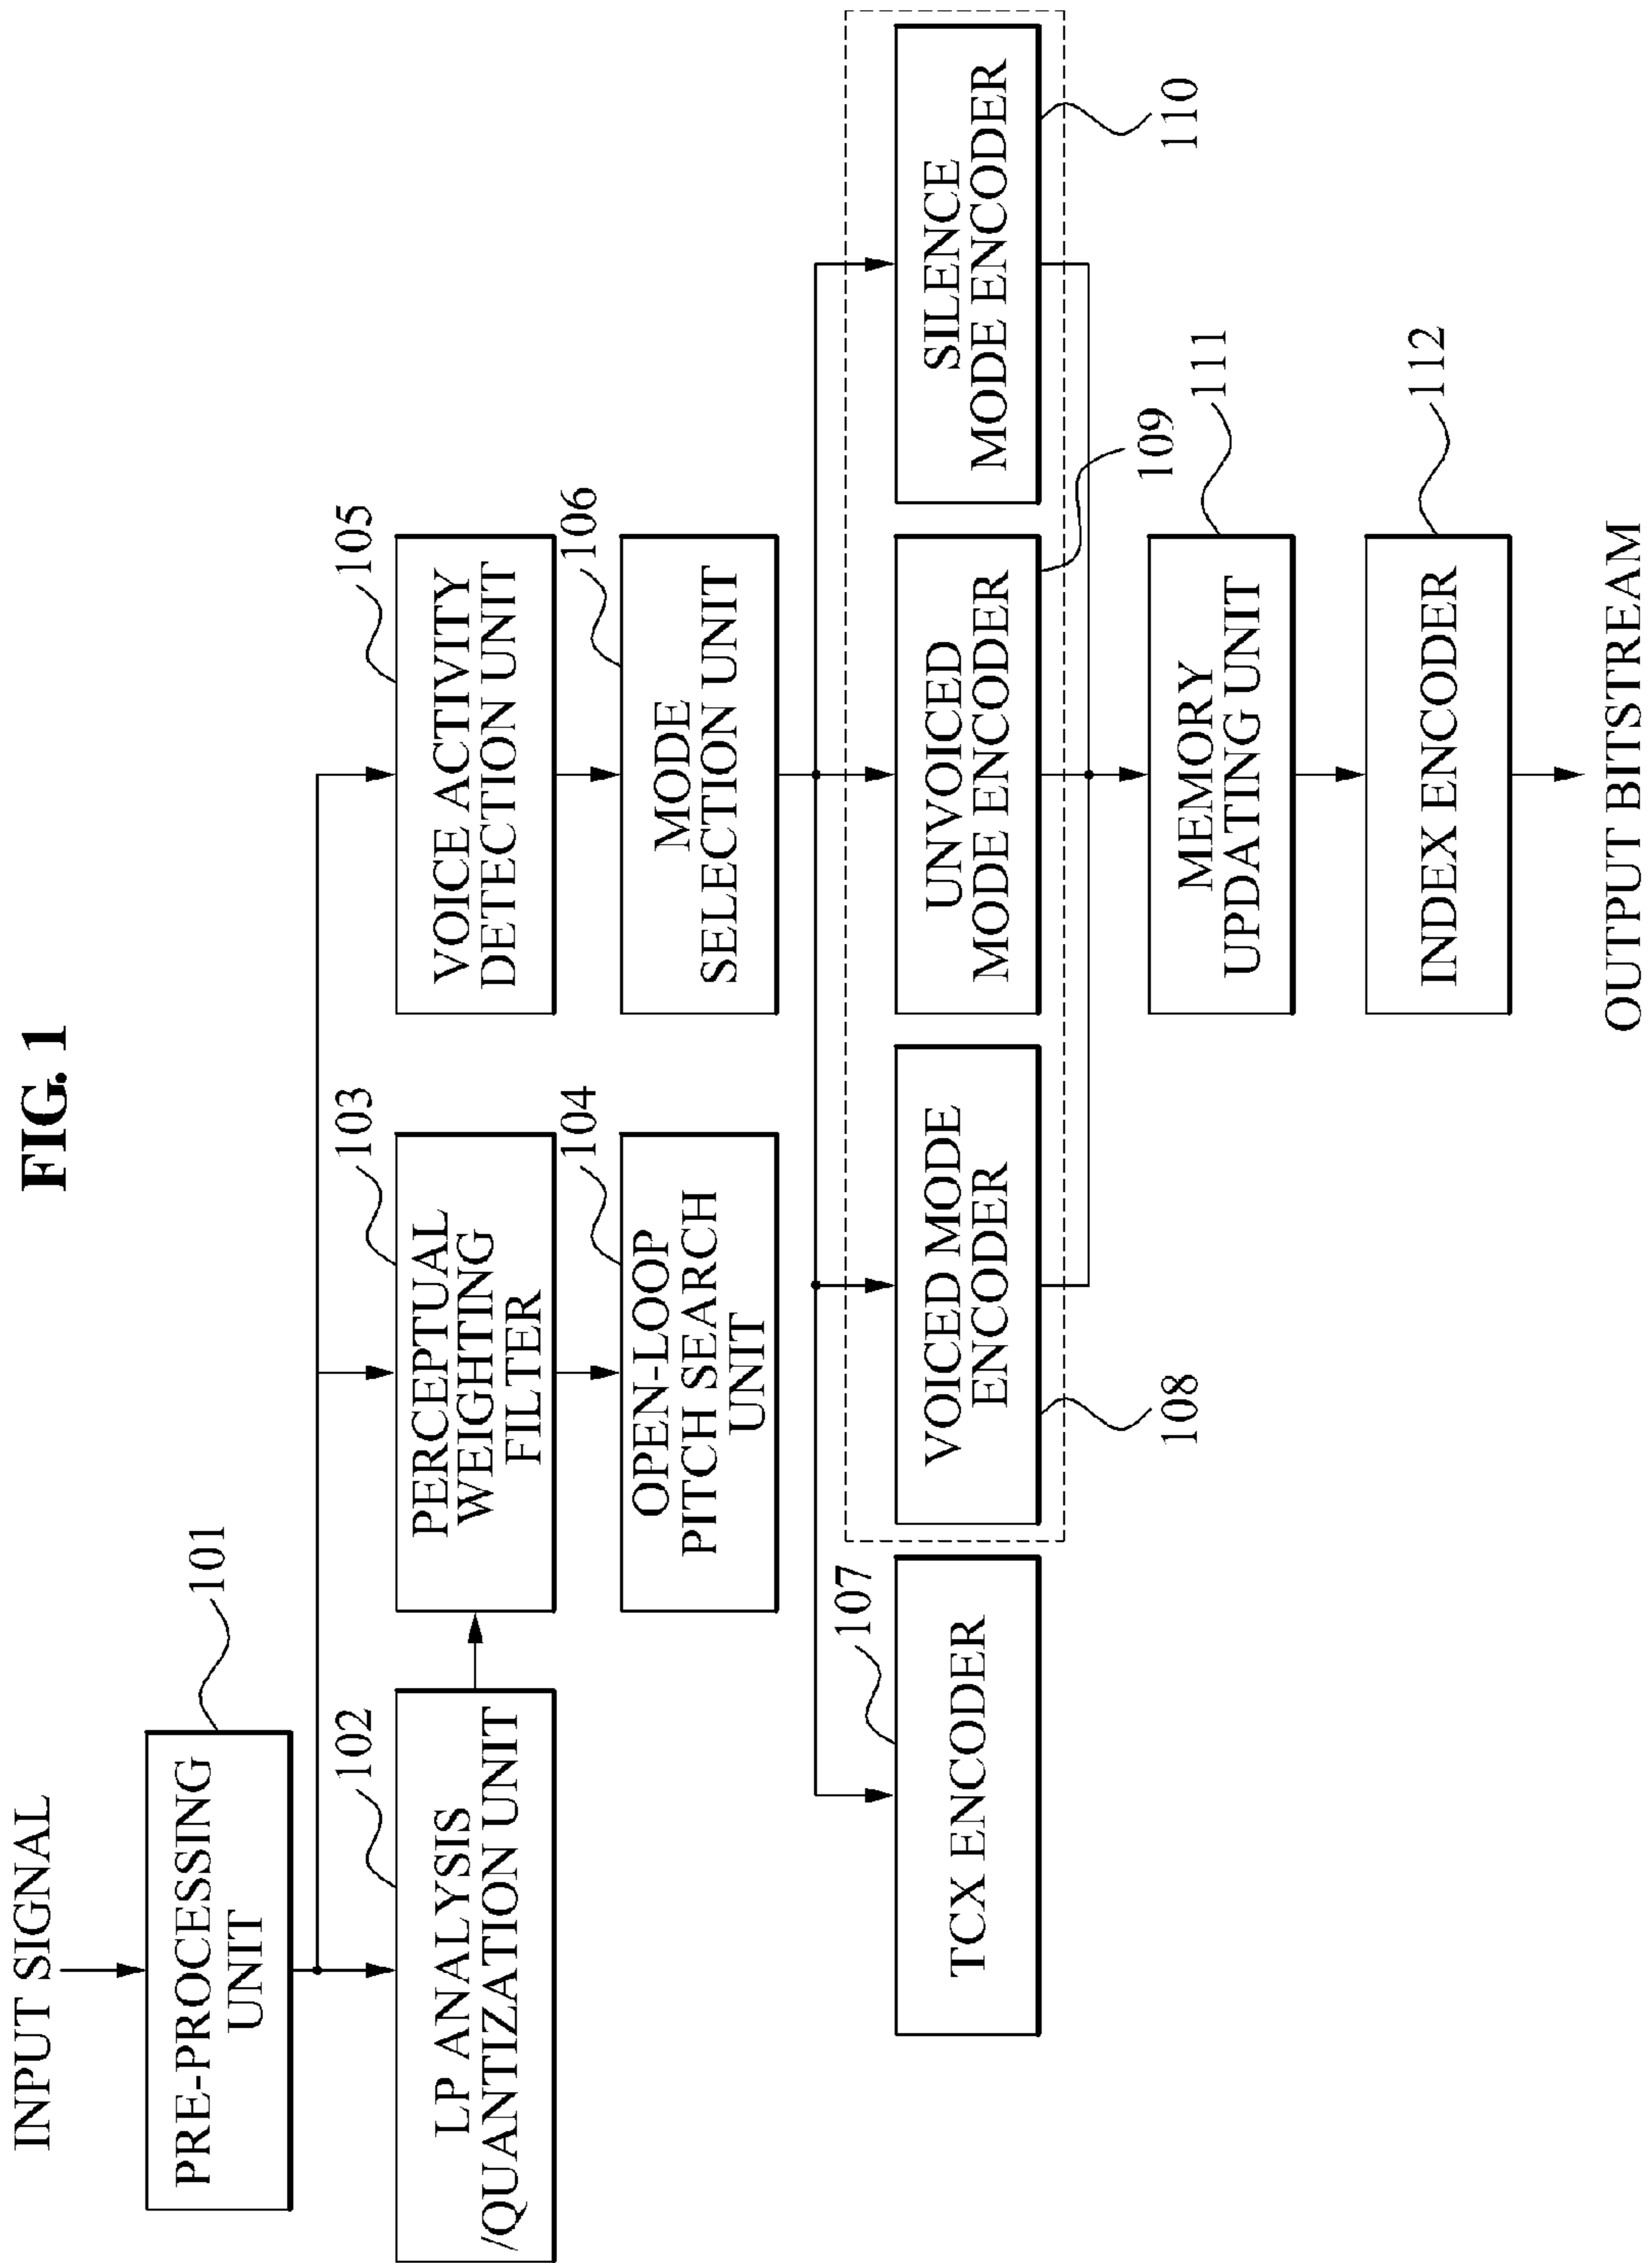 FIG. 1
INPUT SIGNAL
101
PRE-PROCESSING
UNIT
102
LP ANALYSIS
/QUANTIZATION UNIT
103
PERCEPTUAL
WEIGHTING
FILTER
105
VOICE ACTIVITY
DETECTION UNIT
104
OPEN-LOOP
PITCH SEARCH
UNIT
106
MODE
SELECTION UNIT
107
TCX ENCODER
VOICED MODE
ENCODER
108
UNVOICED
MODE ENCODER
109
SILENCE
MODE ENCODER
110
MEMORY
UPDATING UNIT
111
INDEX ENCODER
112
OUTPUT BITSTREAM